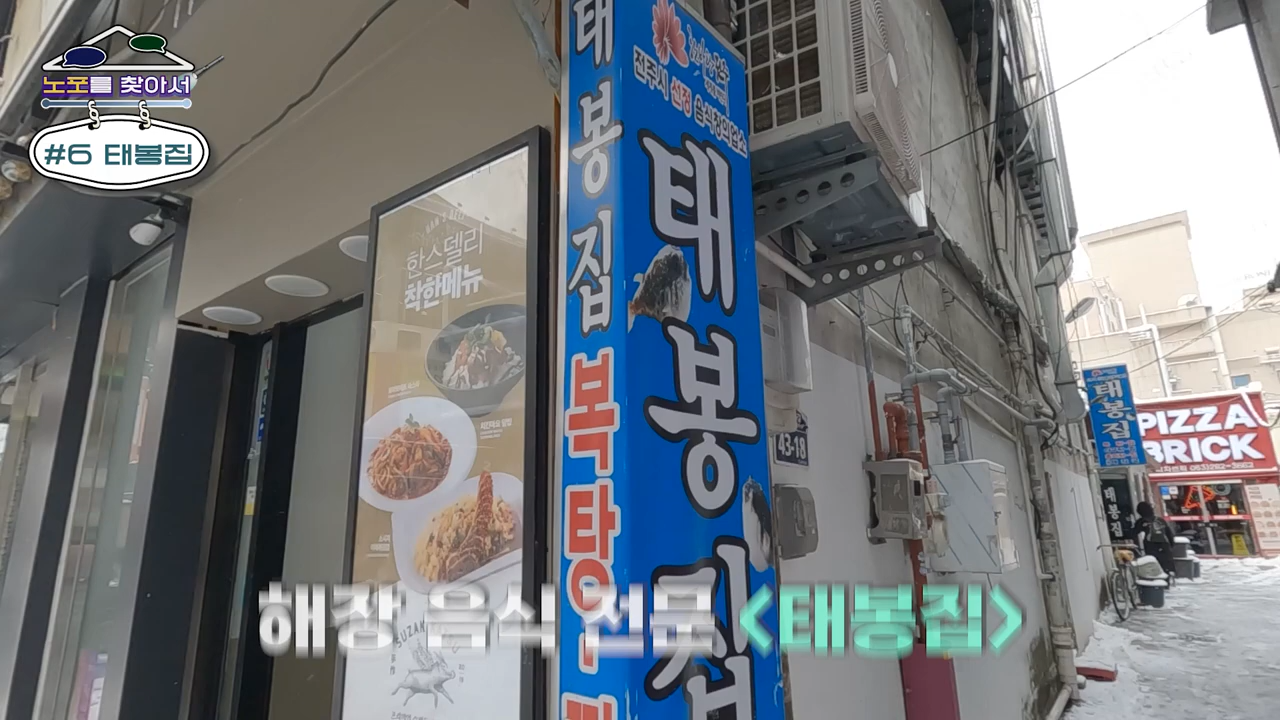 노포를 찾아서
#6 태봉집
태봉집 복탕
전주시 선정 음식창의업소
태봉집
한스델리
착한메뉴
43-18
태봉집
PIZZA
BRICK
태봉집
해장 음식 전문 <태봉집>